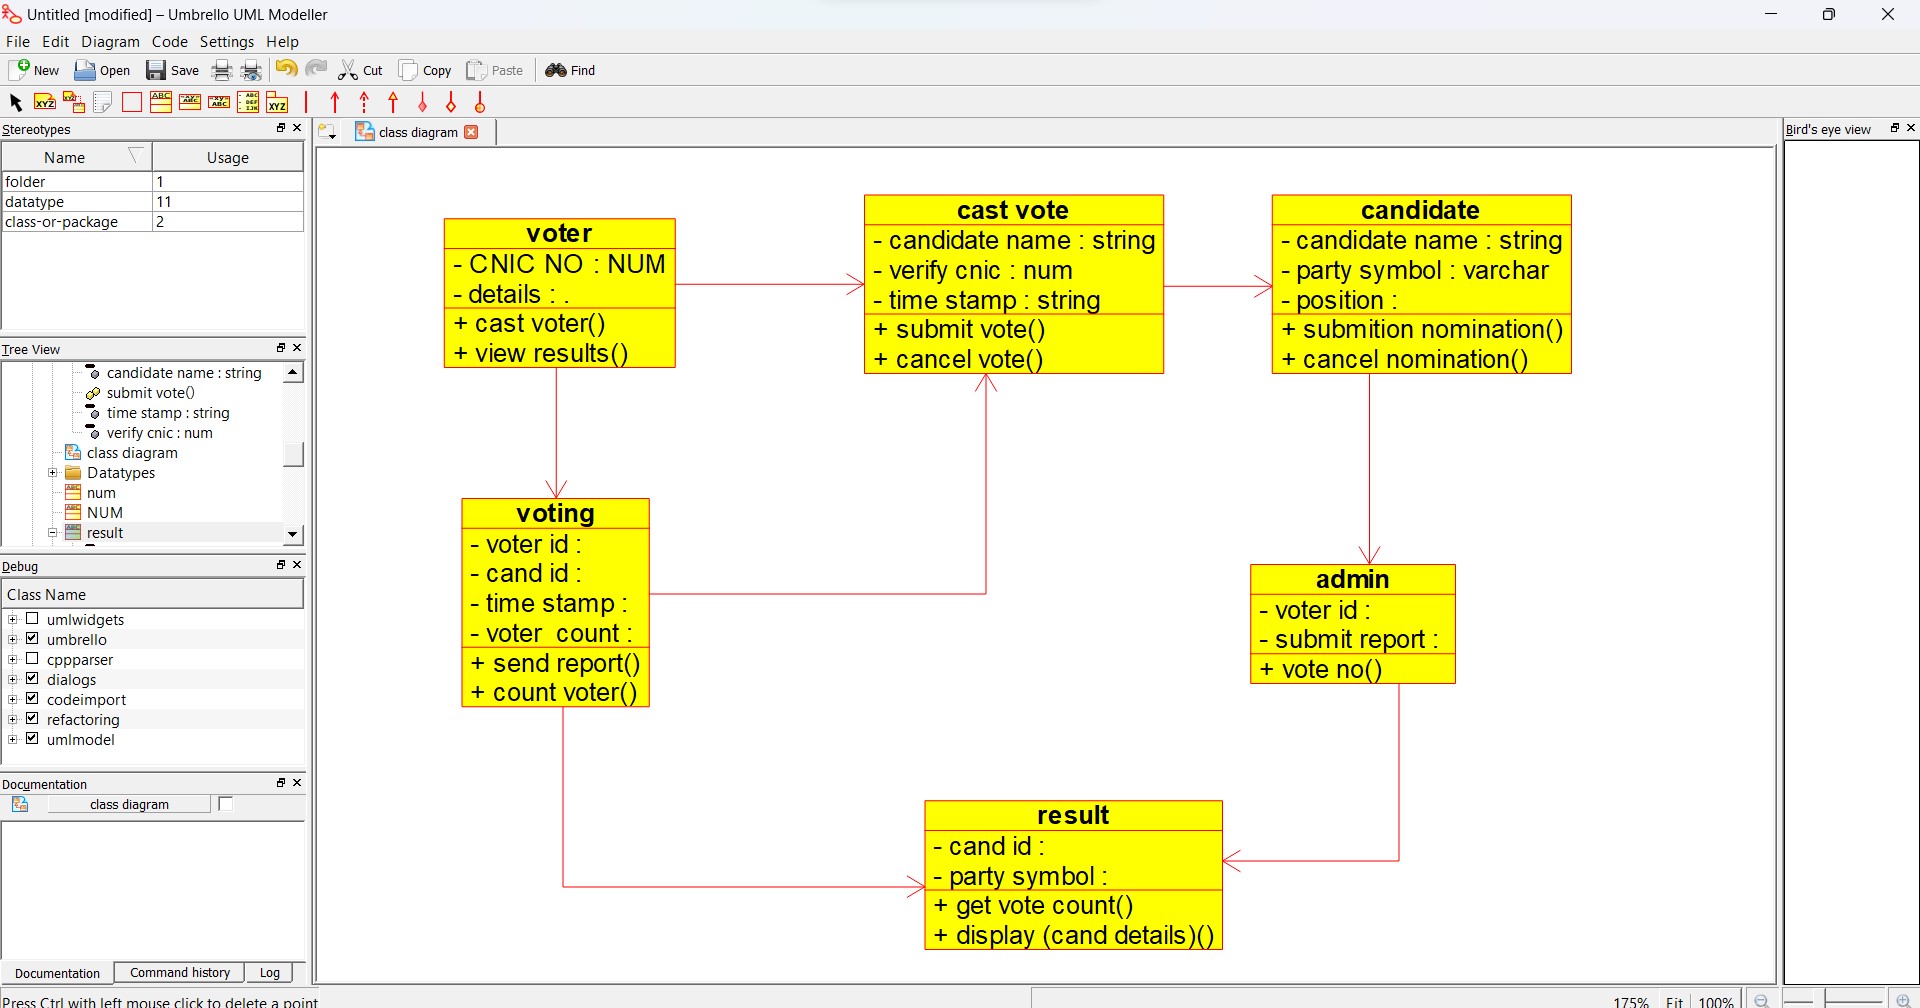 Untitled [modified] – Umbrello UML Modeller
File Edit Diagram Code Settings Help
New Open Save Cut Copy Paste Find
Stereotypes
Name Usage
folder 1
datatype 11
class-or-package 2
Tree View
candidate name : string
submit vote()
time stamp : string
verify cnic : num
class diagram
Datatypes
num
NUM
result
Debug
Class Name
umlwidgets
umbrello
cppparser
dialogs
codeimport
refactoring
umlmodel
Documentation
class diagram
Documentation Command history Log
class diagram
voter
- CNIC NO : NUM
- details : .
+ cast voter()
+ view results()
cast vote
- candidate name : string
- verify cnic : num
- time stamp : string
+ submit vote()
+ cancel vote()
candidate
- candidate name : string
- party symbol : varchar
- position :
+ submition nomination()
+ cancel nomination()
voting
- voter id :
- cand id :
- time stamp :
- voter count :
+ send report()
+ count voter()
admin
- voter id :
- submit report :
+ vote no()
result
- cand id :
- party symbol :
+ get vote count()
+ display (cand details)()
Bird's eye view
Press Ctrl with left mouse click to delete a point
175% Fit 100%